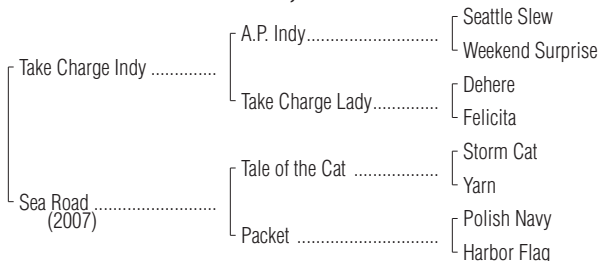 Seattle Slew
A.P. Indy
Weekend Surprise
Take Charge Indy
Dehere
Take Charge Lady
Felicita
Storm Cat
Tale of the Cat
Yarn
Sea Road
(2007)
Polish Navy
Packet
Harbor Flag